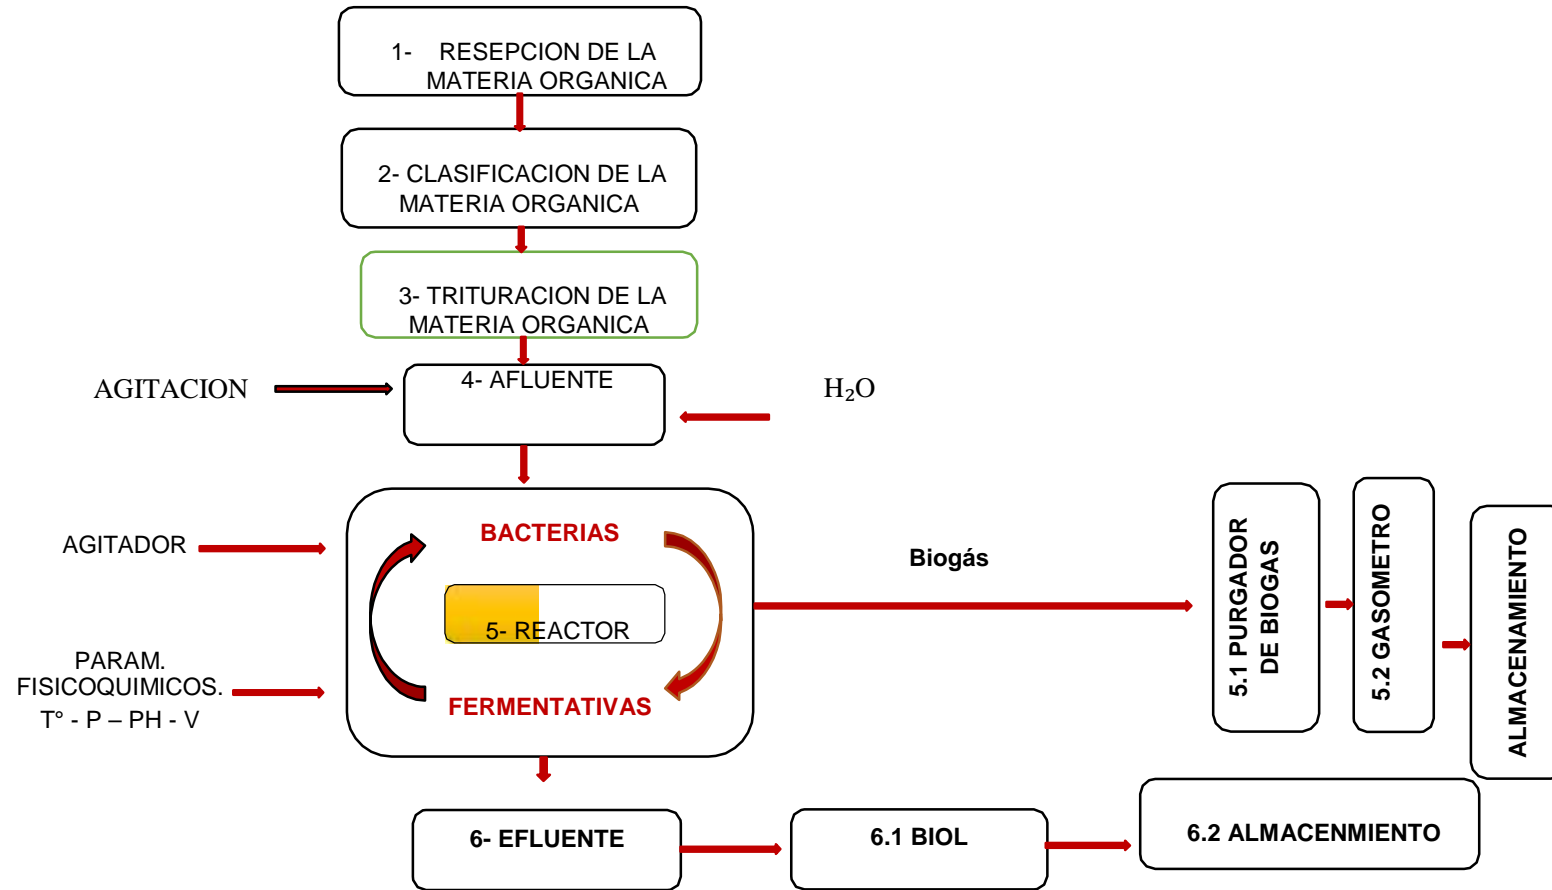 1- RESEPCION DE LA
MATERIA ORGANICA
2- CLASIFICACION DE LA
MATERIA ORGANICA
3- TRITURACION DE LA
MATERIA ORGANICA
AGITACION
4- AFLUENTE
H₂O
AGITADOR
BACTERIAS
5- REACTOR
FERMENTATIVAS
PARAM.
FISICOQUIMICOS.
T° - P – PH - V
Biogás
5.1 PURGADOR
DE BIOGAS
5.2 GASOMETRO
ALMACENAMIENTO
6- EFLUENTE
6.1 BIOL
6.2 ALMACENMIENTO